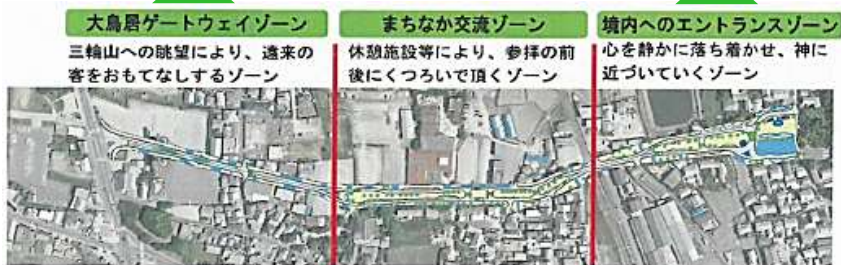 大鳥居ゲートウェイゾーン
三輪山への眺望により、遠来の
客をおもてなしするゾーン
まちなか交流ゾーン
休憩施設等により、参拝の前
後にくつろいで頂くゾーン
境内へのエントランスゾーン
心を静かに落ち着かせ、神に
近づいていくゾーン